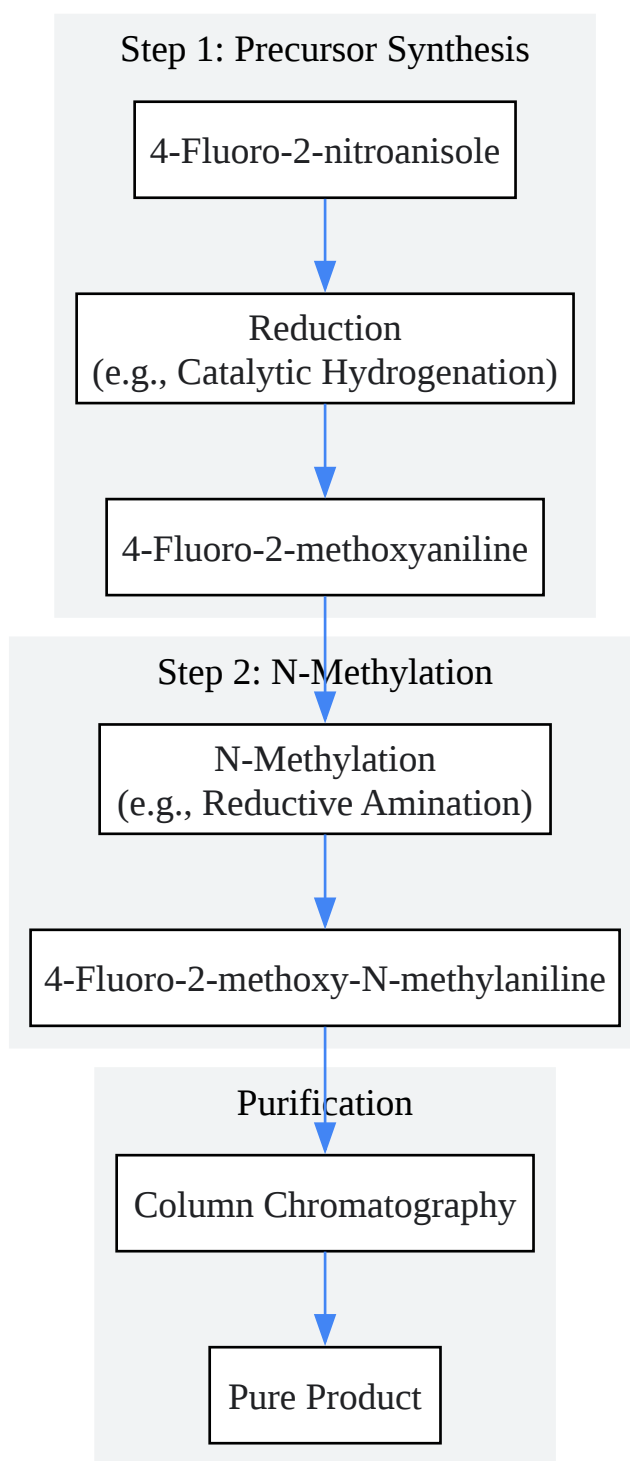 Step 1: Precursor Synthesis
4-Fluoro-2-nitroanisole
Reduction
(e.g., Catalytic Hydrogenation)
4-Fluoro-2-methoxyaniline
Step 2: N-Methylation
N-Methylation
(e.g., Reductive Amination)
4-Fluoro-2-methoxy-N-methylaniline
Purification
Column Chromatography
Pure Product